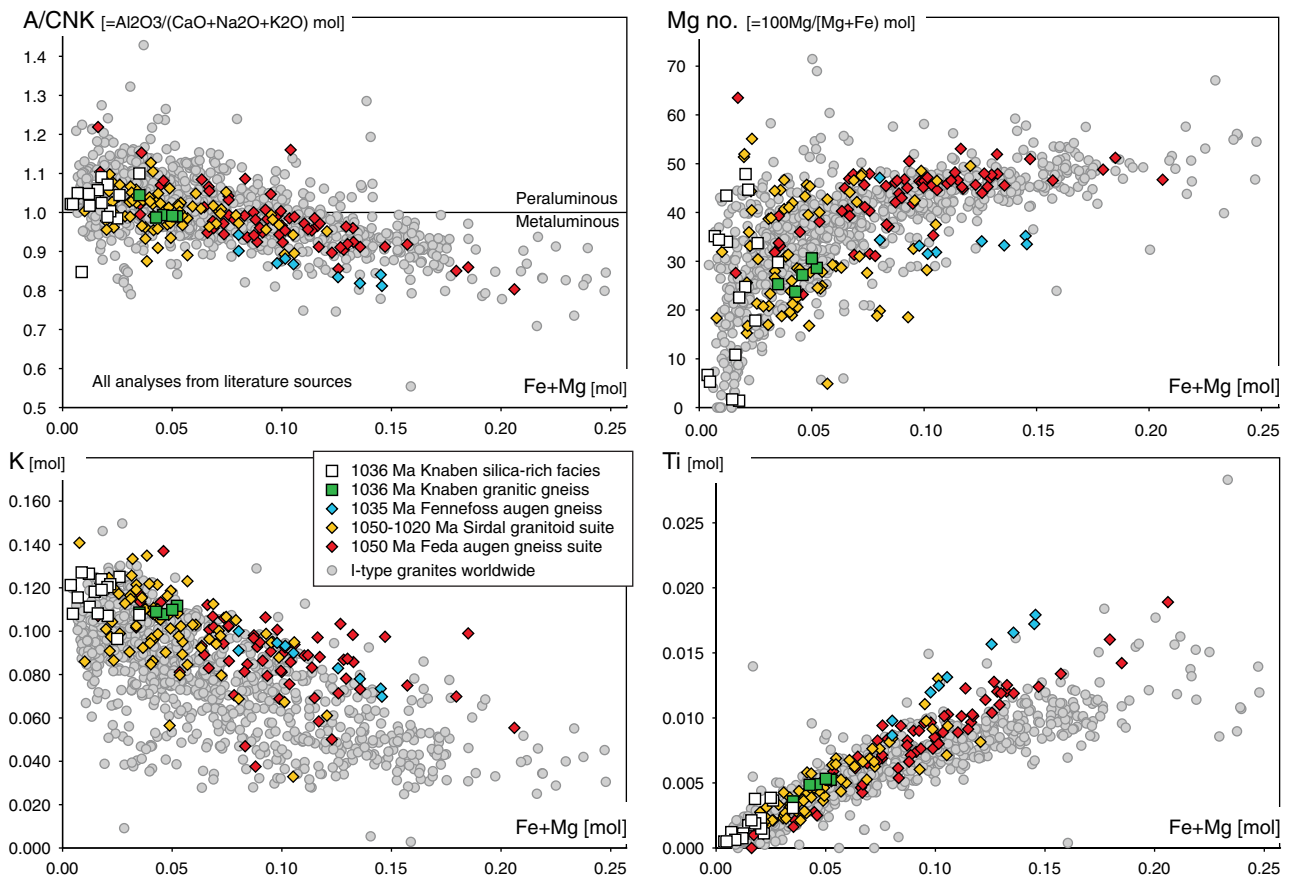 A/CNK [=Al2O3/(CaO+Na2O+K2O) mol]
1.4
1.3
1.2
1.1
1.0
0.9
0.8
0.7
0.6
0.5
Peraluminous
Metaluminous
All analyses from literature sources
Fe+Mg [mol]
0.00 0.05 0.10 0.15 0.20 0.25
Mg no. [=100Mg/[Mg+Fe) mol]
70
60
50
40
30
20
10
0
Fe+Mg [mol]
0.00 0.05 0.10 0.15 0.20 0.25
K [mol]
0.160
0.140
0.120
0.100
0.080
0.060
0.040
0.020
0.000
1036 Ma Knaben silica-rich facies
1036 Ma Knaben granitic gneiss
1035 Ma Fennefoss augen gneiss
1050-1020 Ma Sirdal granitoid suite
1050 Ma Feda augen gneiss suite
I-type granites worldwide
Fe+Mg [mol]
0.00 0.05 0.10 0.15 0.20 0.25
Ti [mol]
0.025
0.020
0.015
0.010
0.005
0.000
Fe+Mg [mol]
0.00 0.05 0.10 0.15 0.20 0.25